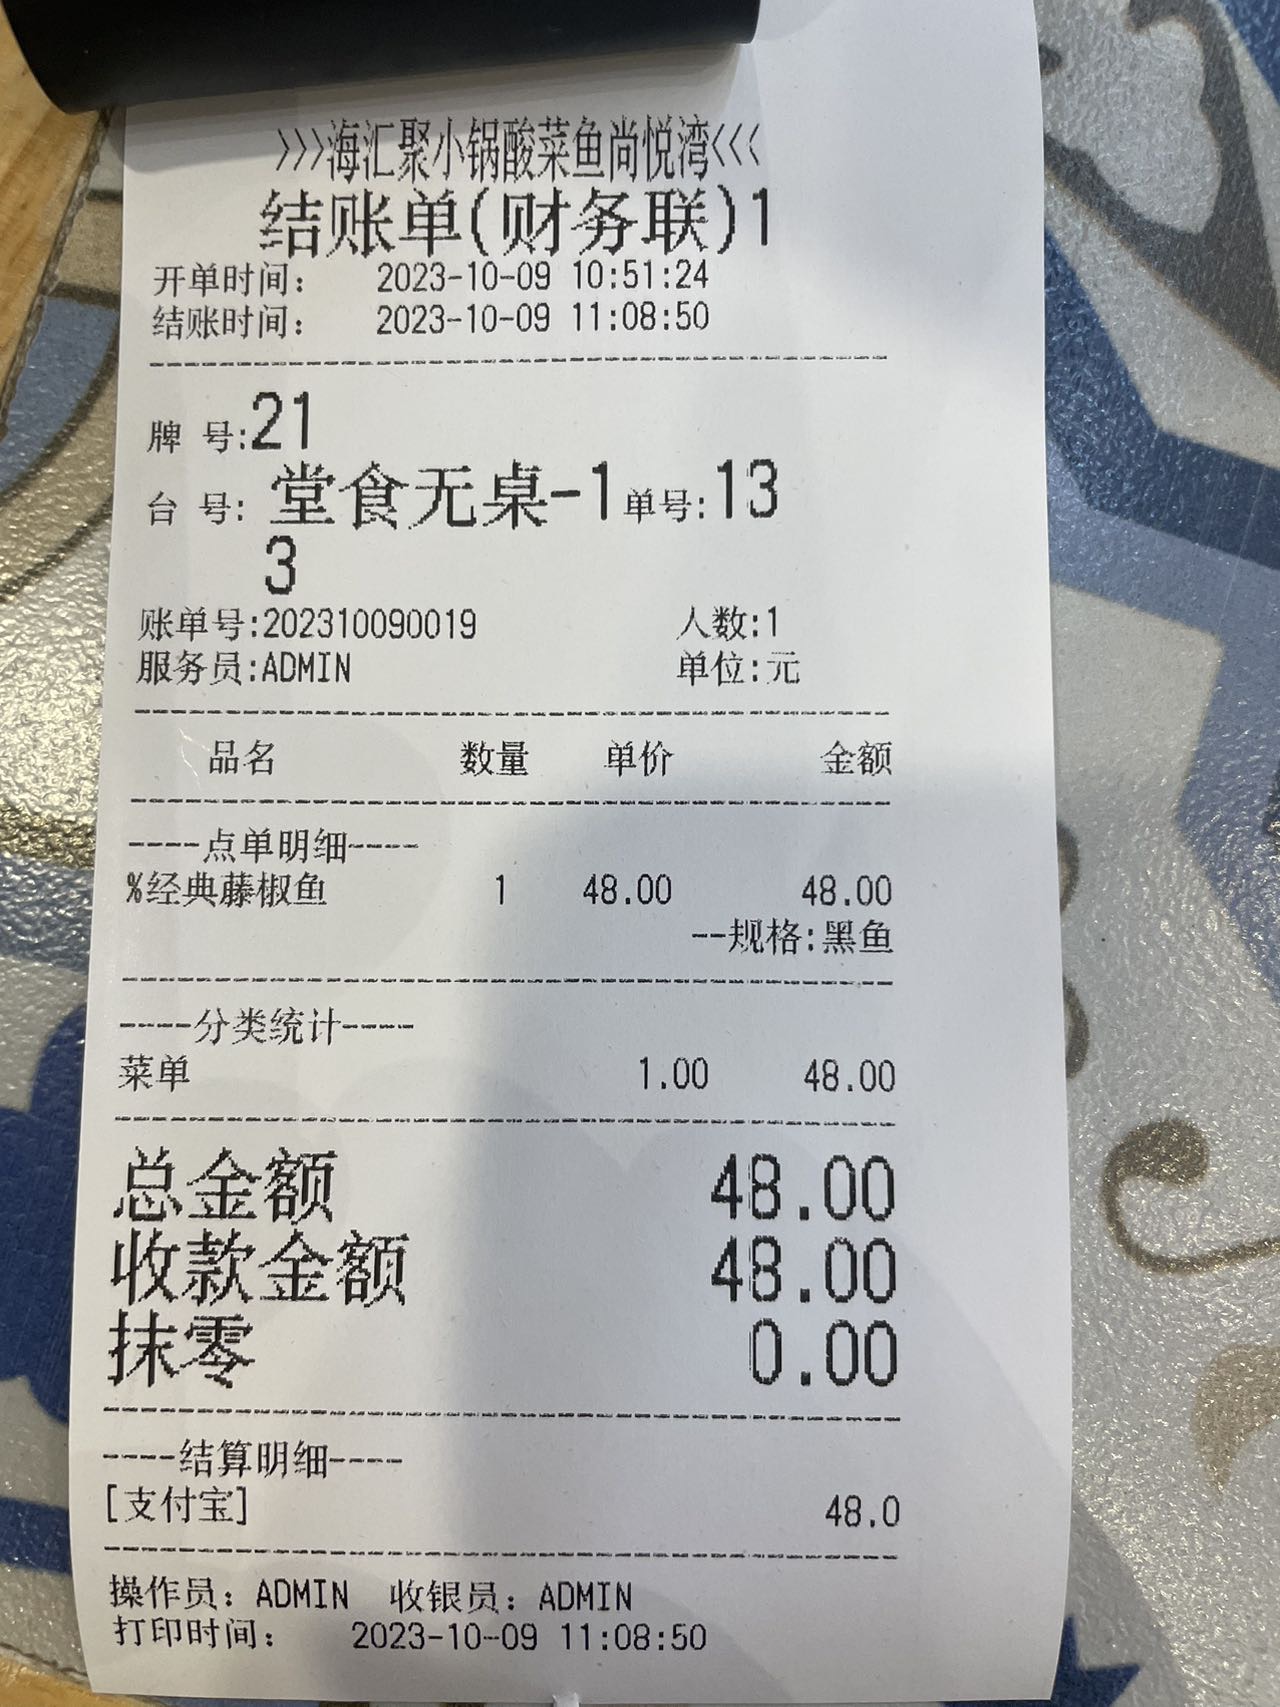 >>>海汇聚小锅酸菜鱼尚悦湾<<<
结账单(财务联)1
开单时间： 2023-10-09 10:51:24
结账时间： 2023-10-09 11:08:50
牌 号:21
台 号: 堂食无桌-1 单号:13
3
账单号:202310090019 人数:1
服务员:ADMIN 单位:元
品名 数量 单价 金额
----点单明细----
%经典藤椒鱼 1 48.00 48.00
--规格:黑鱼
----分类统计----
菜单 1.00 48.00
总金额 48.00
收款金额 48.00
抹零 0.00
----结算明细----
[支付宝] 48.0
操作员：ADMIN 收银员：ADMIN
打印时间： 2023-10-09 11:08:50